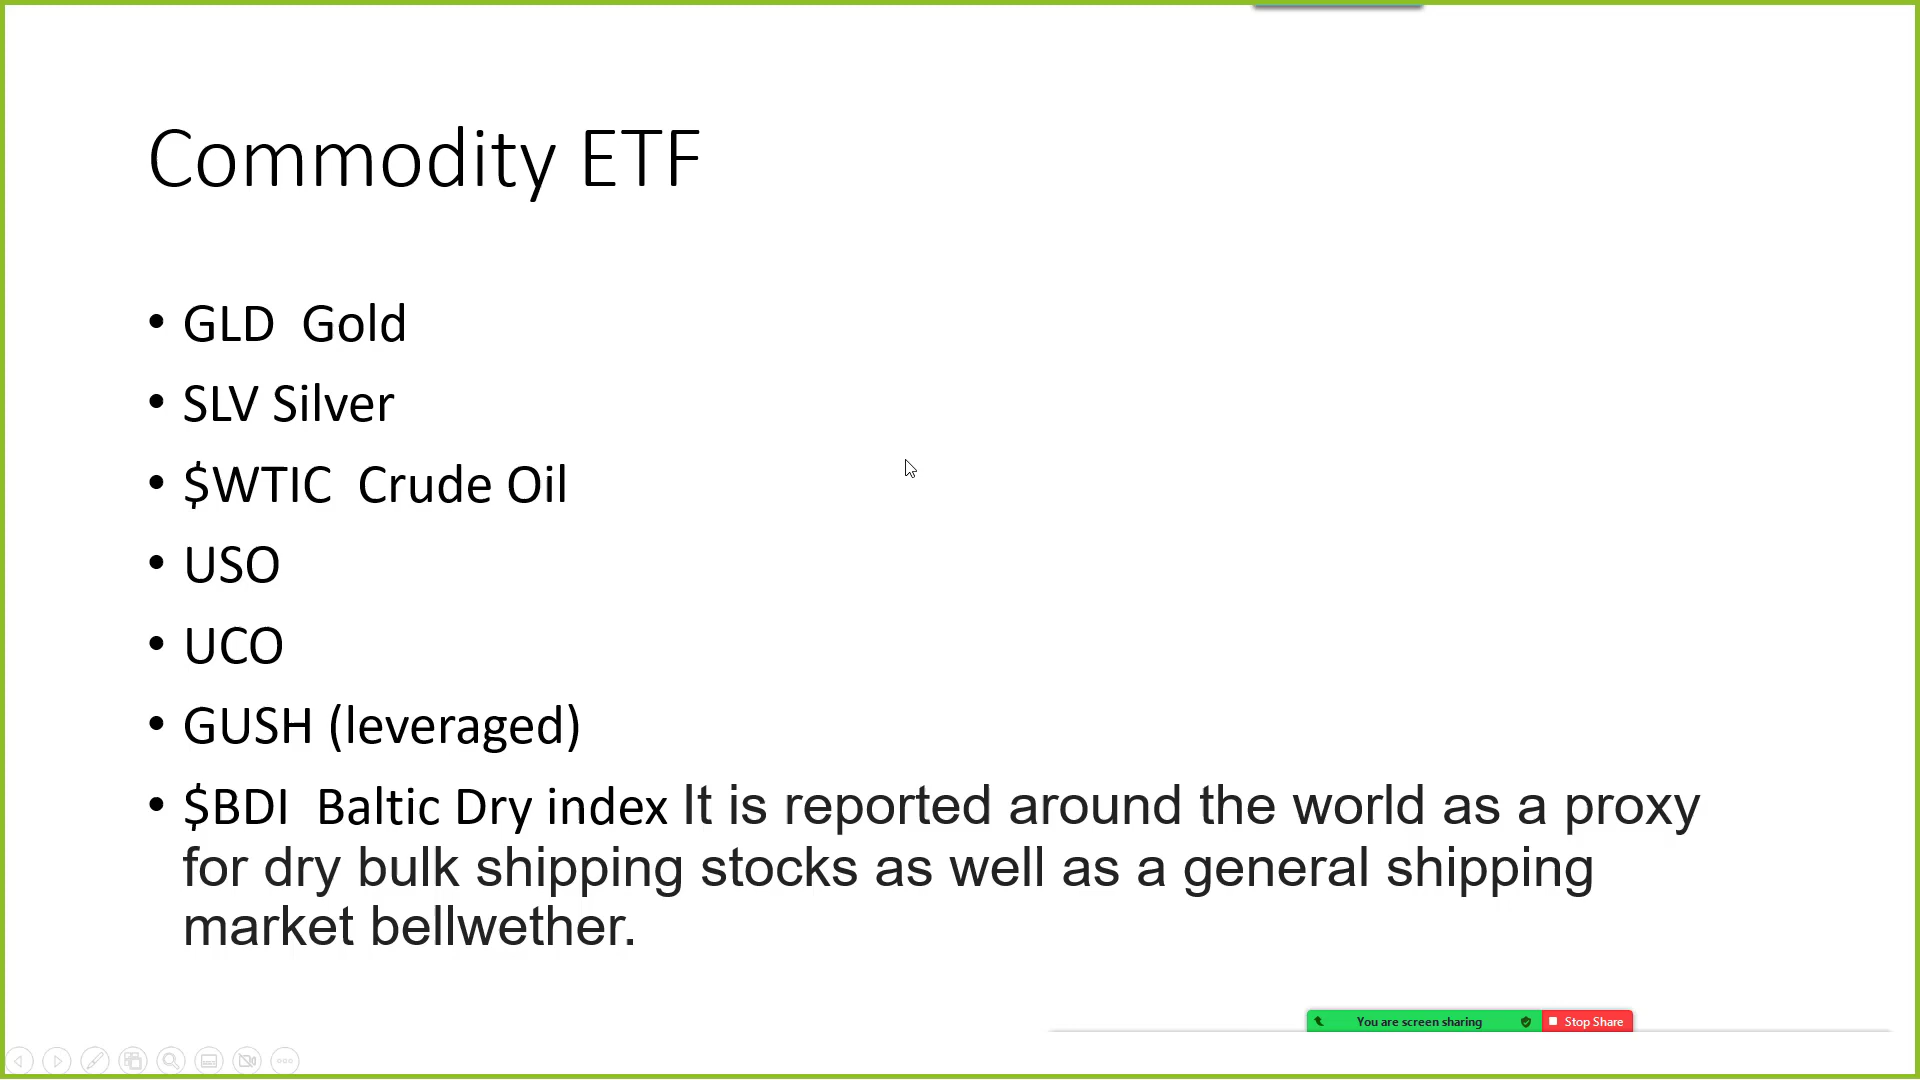 Commodity ETF
• GLD  Gold
• SLV Silver
• $WTIC  Crude Oil
• USO
• UCO
• GUSH (leveraged)
• $BDI  Baltic Dry index It is reported around the world as a proxy
for dry bulk shipping stocks as well as a general shipping
market bellwether.
You are screen sharing Stop Share